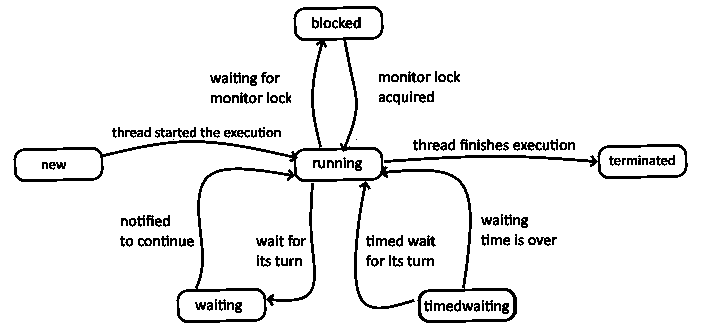 blocked
waiting for
monitor lock
monitor lock
acquired
thread started the execution
thread finishes execution
new
running
terminated
notified
to continue
wait for
its turn
timed wait
for Its turn
waiting
time is over
waiting
timedwaiting